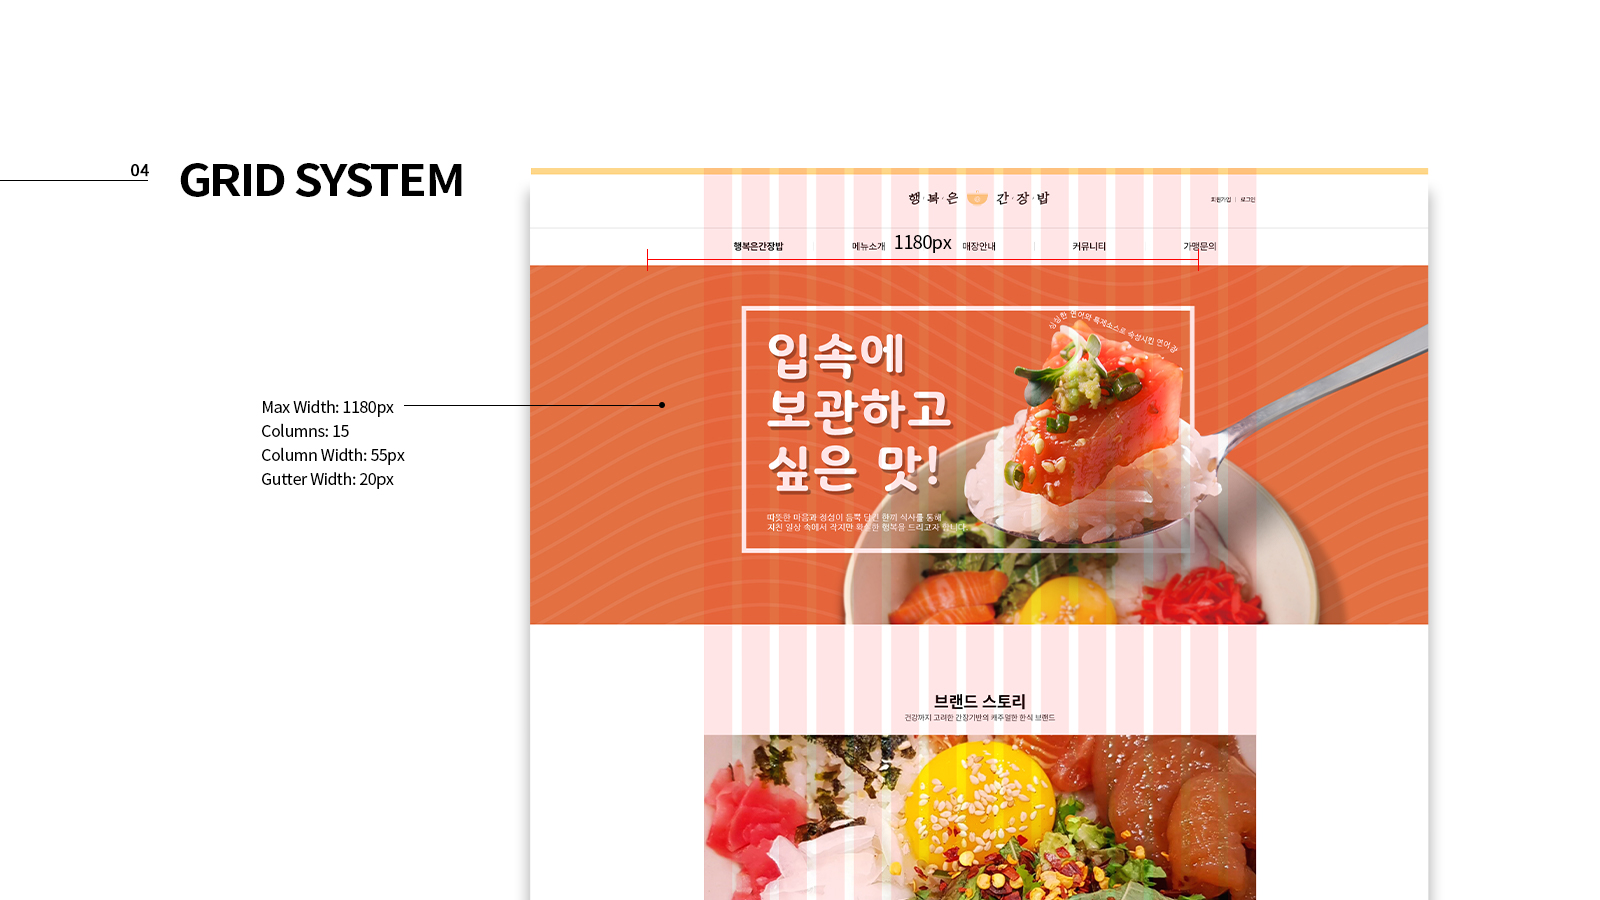 04
GRID SYSTEM
행·복·은 간·장·밥
회원가입 | 로그인
행복은간장밥 메뉴소개 1180px 매장안내 커뮤니티 가맹문의
싱싱한 연어와 특제소스로 숙성시킨 연어장
입속에
보관하고
싶은 맛!
따뜻한 마음과 정성이 듬뿍 담긴 한끼 식사를 통해
지친 일상 속에서 작지만 확실한 행복을 드리고자 합니다.
Max Width: 1180px
Columns: 15
Column Width: 55px
Gutter Width: 20px
브랜드 스토리
건강까지 고려한 간장기반의 캐주얼한 한식 브랜드